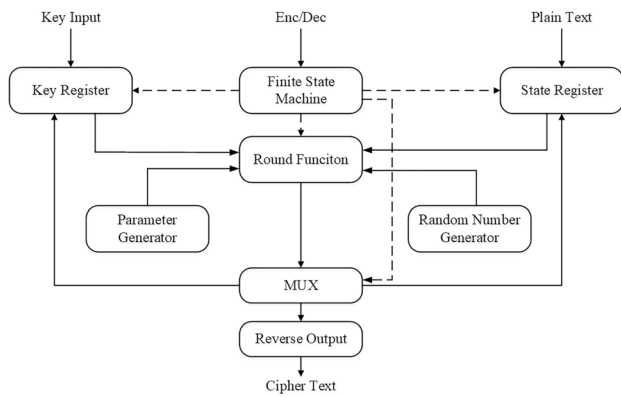 Key Input
Enc/Dec
Plain Text
Key Register
Finite State
Machine
State Register
Round Funciton
Parameter
Generator
Random Number
Generator
MUX
Reverse Output
Cipher Text